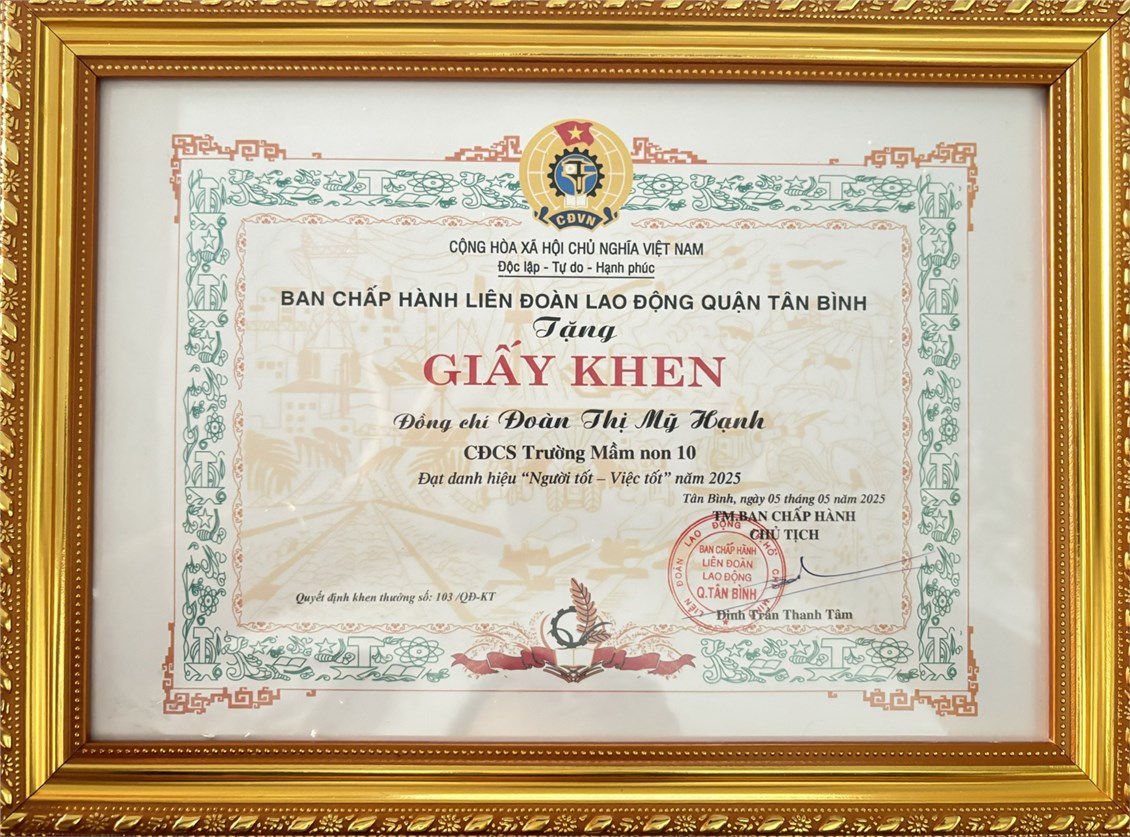 CĐVN
CỘNG HÒA XÃ HỘI CHỦ NGHĨA VIỆT NAM
Độc lập - Tự do - Hạnh phúc
BAN CHẤP HÀNH LIÊN ĐOÀN LAO ĐỘNG QUẬN TÂN BÌNH
Tặng
GIẤY KHEN
Đồng chí Đoàn Thị Mỹ Hạnh
CĐCS Trường Mầm non 10
Đạt danh hiệu “Người tốt – Việc tốt” năm 2025
Tân Bình, ngày 05 tháng 05 năm 2025
TM.BAN CHẤP HÀNH
CHỦ TỊCH
LIÊN ĐOÀN LAO ĐỘNG
BAN CHẤP HÀNH
LIÊN ĐOÀN
LAO ĐỘNG
Q.TÂN BÌNH
Quyết định khen thưởng số: 103 /QĐ-KT
Đinh Trần Thanh Tâm